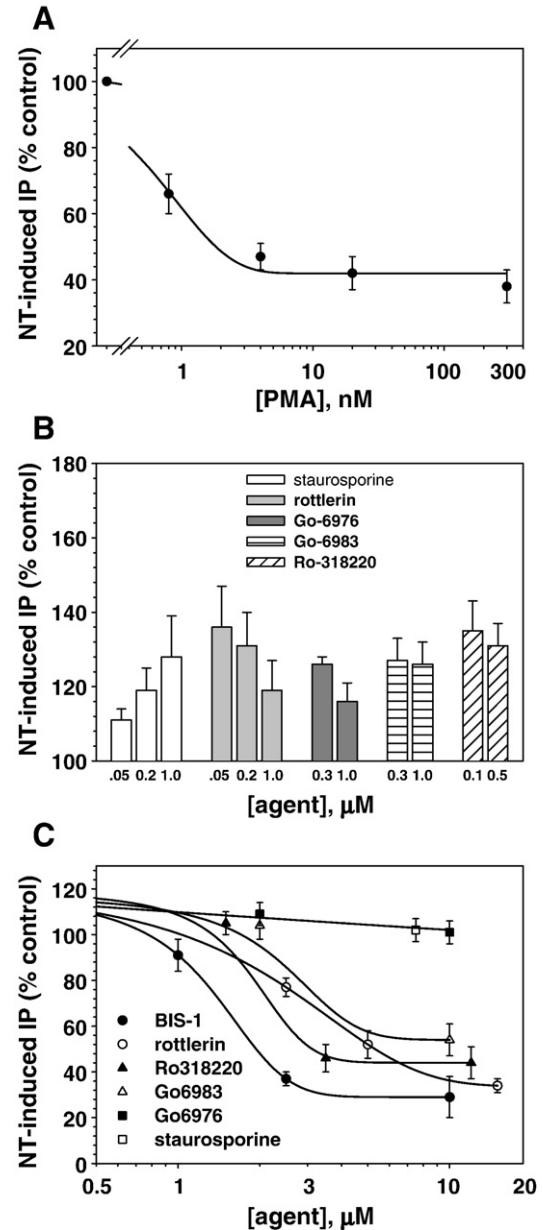 A
NT-induced IP (% control)
100
80
60
40
20
1 10 100 300
[PMA], nM
B
NT-induced IP (% control)
180
160
140
120
100
staurosporine
rottlerin
Go-6976
Go-6983
Ro-318220
.05 0.2 1.0 .05 0.2 1.0 0.3 1.0 0.3 1.0 0.1 0.5
[agent], μM
C
NT-induced IP (% control)
120
100
80
60
40
20
0
BIS-1
rottlerin
Ro318220
Go6983
Go6976
staurosporine
0.5 1 3 10 20
[agent], μM